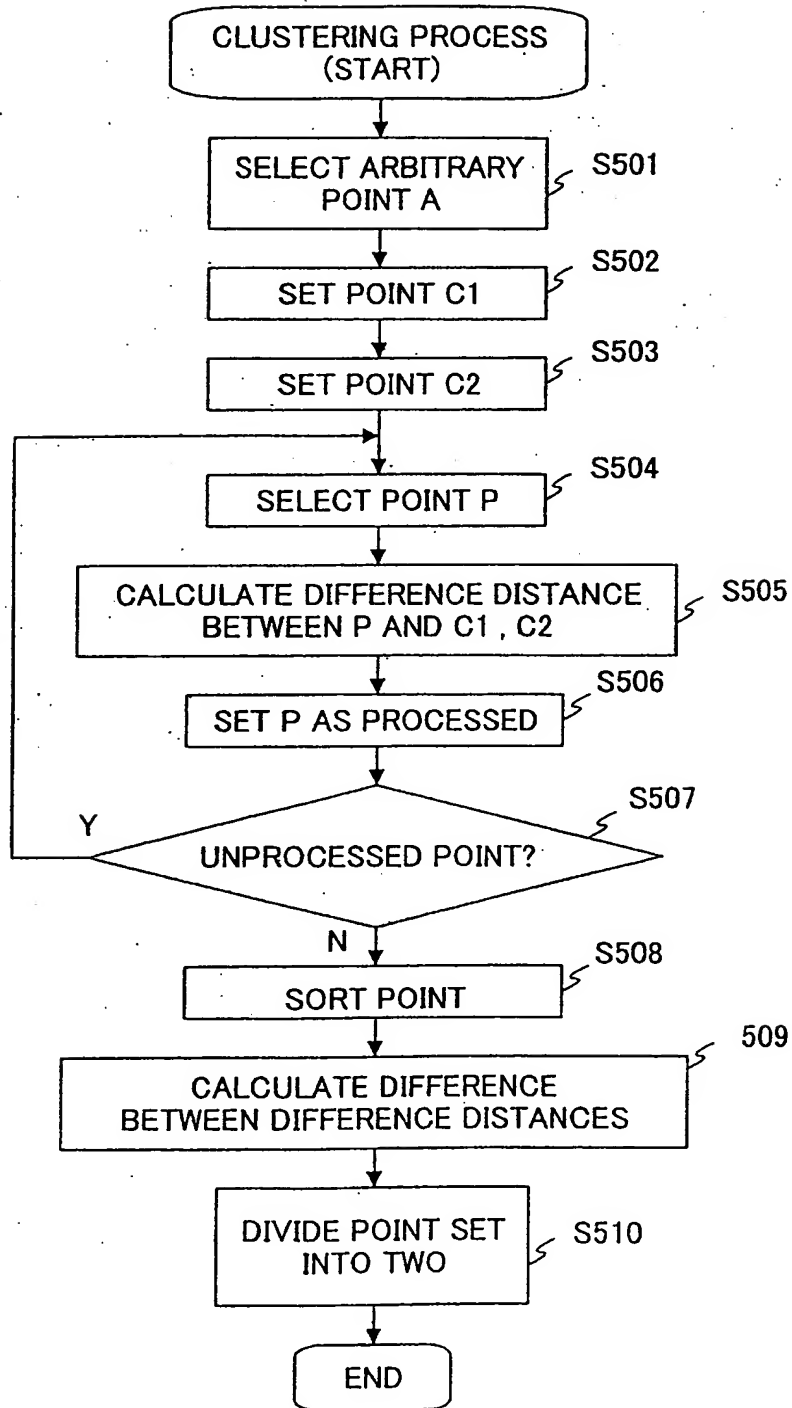 CLUSTERING PROCESS
(START)
SELECT ARBITRARY
POINT A
S501
SET POINT C1
S502
SET POINT C2
S503
SELECT POINT P
S504
CALCULATE DIFFERENCE DISTANCE
BETWEEN P AND C1 , C2
S505
SET P AS PROCESSED
S506
UNPROCESSED POINT?
S507
Y
N
SORT POINT
S508
CALCULATE DIFFERENCE
BETWEEN DIFFERENCE DISTANCES
509
DIVIDE POINT SET
INTO TWO
S510
END